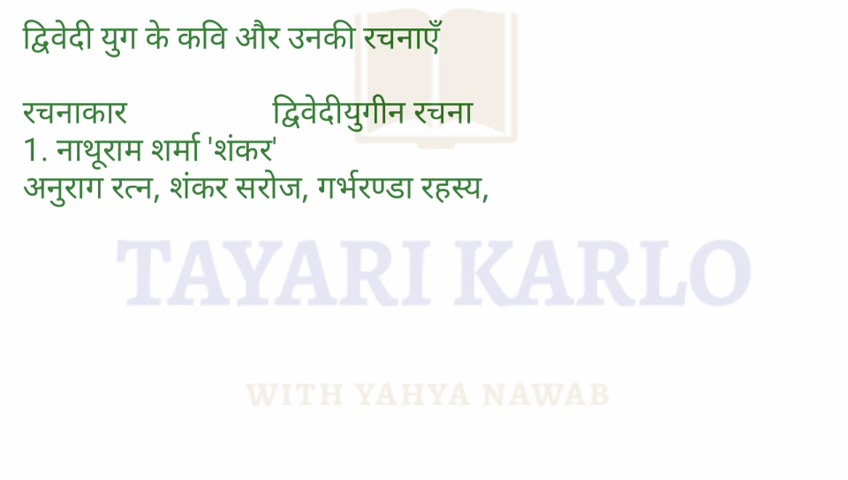 द्विवेदी युग के कवि और उनकी रचनाएँ
रचनाकार द्विवेदीयुगीन रचना
1. नाथूराम शर्मा 'शंकर'
अनुराग रत्न, शंकर सरोज, गर्भरण्डा रहस्य,
TAYARI KARLO
WITH YAHYA NAWAB